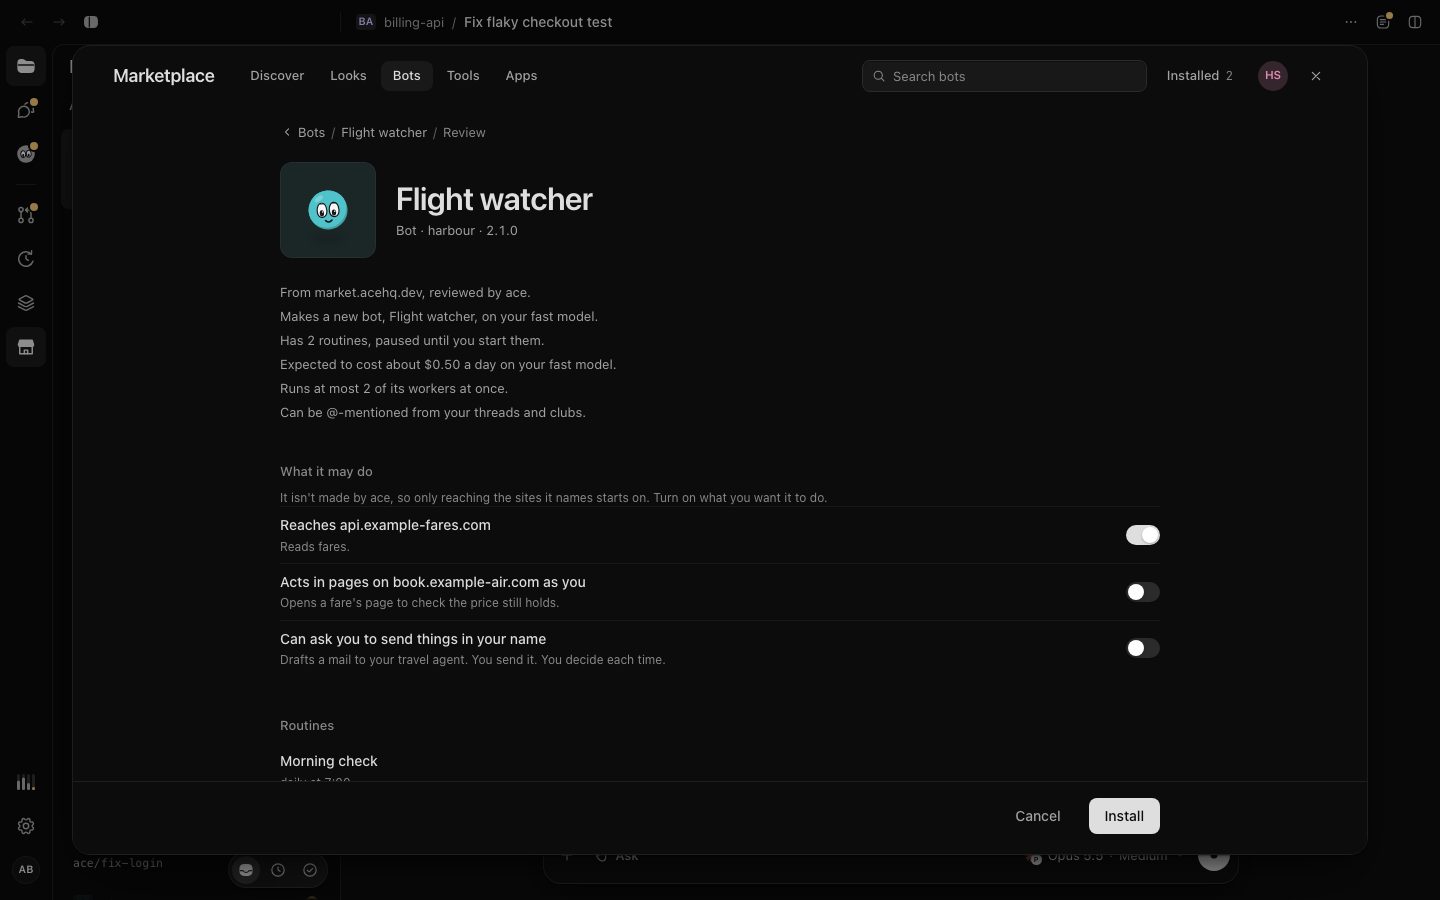 BA billing-api / Fix flaky checkout test
Marketplace Discover Looks Bots Tools Apps Search bots Installed 2 HS
Bots / Flight watcher / Review
Flight watcher
Bot · harbour · 2.1.0
From market.acehq.dev, reviewed by ace.
Makes a new bot, Flight watcher, on your fast model.
Has 2 routines, paused until you start them.
Expected to cost about $0.50 a day on your fast model.
Runs at most 2 of its workers at once.
Can be @-mentioned from your threads and clubs.
What it may do
It isn't made by ace, so only reaching the sites it names starts on. Turn on what you want it to do.
Reaches api.example-fares.com
Reads fares.
Acts in pages on book.example-air.com as you
Opens a fare's page to check the price still holds.
Can ask you to send things in your name
Drafts a mail to your travel agent. You send it. You decide each time.
Routines
Morning check
daily at 7:00
Cancel Install
Ask Opus 5.5 · Medium
ace/fix-login
AB